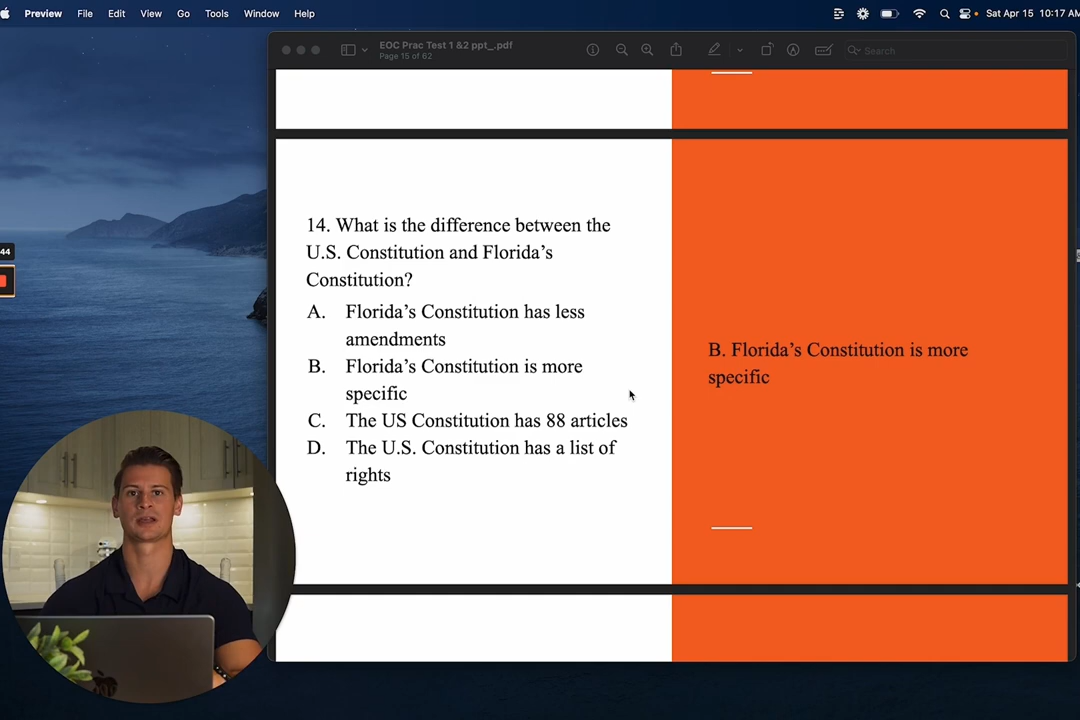 Preview File Edit View Go Tools Window Help Sat Apr 15 10:17 AM
EOC Prac Test 1 &2 ppt_.pdf
Page 15 of 62
Search
44
14. What is the difference between the
U.S. Constitution and Florida’s
Constitution?
A. Florida’s Constitution has less
amendments
B. Florida’s Constitution is more
specific
C. The US Constitution has 88 articles
D. The U.S. Constitution has a list of
rights
B. Florida’s Constitution is more
specific